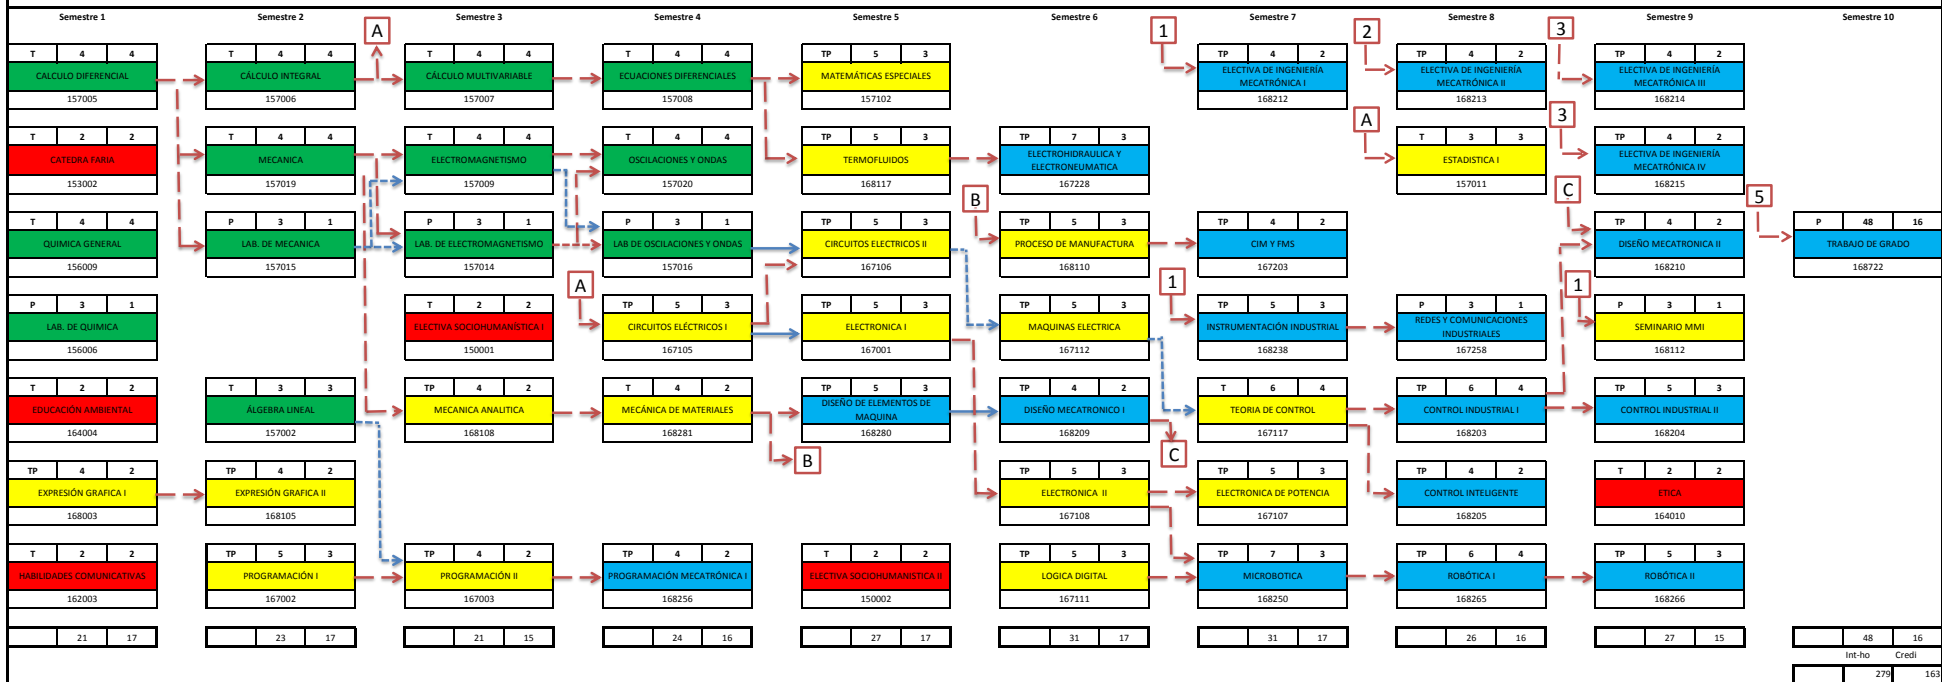 Semestre 1 Semestre 2 Semestre 3 Semestre 4 Semestre 5 Semestre 6 Semestre 7 Semestre 8 Semestre 9 Semestre 10
A 1 2 3
T 4 4 T 4 4 T 4 4 T 4 4 TP 5 3 TP 4 2 TP 4 2 TP 4 2
CALCULO DIFERENCIAL CÁLCULO INTEGRAL CÁLCULO MULTIVARIABLE ECUACIONES DIFERENCIALES MATEMÁTICAS ESPECIALES ELECTIVA DE INGENIERÍA MECATRÓNICA I ELECTIVA DE INGENIERÍA MECATRÓNICA II ELECTIVA DE INGENIERÍA MECATRÓNICA III
157005 157006 157007 157008 157102 168212 168213 168214
A 3
T 2 2 T 4 4 T 4 4 T 4 4 TP 5 3 TP 7 3 T 3 3 TP 4 2
CATEDRA FARIA MECANICA ELECTROMAGNETISMO OSCILACIONES Y ONDAS TERMOFLUIDOS ELECTROHIDRAULICA Y ELECTRONEUMATICA ESTADISTICA I ELECTIVA DE INGENIERÍA MECATRÓNICA IV
153002 157019 157009 157020 168117 167228 157011 168215
B C 5
T 4 4 P 3 1 P 3 1 P 3 1 TP 5 3 TP 5 3 TP 4 2 TP 4 2 P 48 16
QUIMICA GENERAL LAB. DE MECANICA LAB. DE ELECTROMAGNETISMO LAB DE OSCILACIONES Y ONDAS CIRCUITOS ELECTRICOS II PROCESO DE MANUFACTURA CIM Y FMS DISEÑO MECATRONICA II TRABAJO DE GRADO
156009 157015 157014 157016 167106 168110 167203 168210 168722
A 1 1
P 3 1 T 2 2 TP 5 3 TP 5 3 TP 5 3 TP 5 3 P 3 1 P 3 1
LAB. DE QUIMICA ELECTIVA SOCIOHUMANÍSTICA I CIRCUITOS ELÉCTRICOS I ELECTRONICA I MAQUINAS ELECTRICA INSTRUMENTACIÓN INDUSTRIAL REDES Y COMUNICACIONES INDUSTRIALES SEMINARIO MMI
156006 150001 167105 167001 167112 168238 167258 168112
T 2 2 T 3 3 TP 4 2 T 4 2 TP 5 3 TP 4 2 T 6 4 TP 6 4 TP 5 3
EDUCACIÓN AMBIENTAL ÁLGEBRA LINEAL MECANICA ANALITICA MECÁNICA DE MATERIALES DISEÑO DE ELEMENTOS DE MAQUINA DISEÑO MECATRONICO I TEORIA DE CONTROL CONTROL INDUSTRIAL I CONTROL INDUSTRIAL II
164004 157002 168108 168281 168280 168209 167117 168203 168204
B C
TP 4 2 TP 4 2 TP 5 3 TP 5 3 TP 4 2 T 2 2
EXPRESIÓN GRAFICA I EXPRESIÓN GRAFICA II ELECTRONICA II ELECTRONICA DE POTENCIA CONTROL INTELIGENTE ETICA
168003 168105 167108 167107 168205 164010
T 2 2 TP 5 3 TP 4 2 TP 4 2 T 2 2 TP 5 3 TP 7 3 TP 6 4 TP 5 3
HABILIDADES COMUNICATIVAS PROGRAMACIÓN I PROGRAMACIÓN II PROGRAMACIÓN MECATRÓNICA I ELECTIVA SOCIOHUMANISTICA II LOGICA DIGITAL MICROBOTICA ROBÓTICA I ROBÓTICA II
162003 167002 167003 168256 150002 167111 168250 168265 168266
21 17 23 17 21 15 24 16 27 17 31 17 31 17 26 16 27 15 48 16
Int-ho Credi
279 163